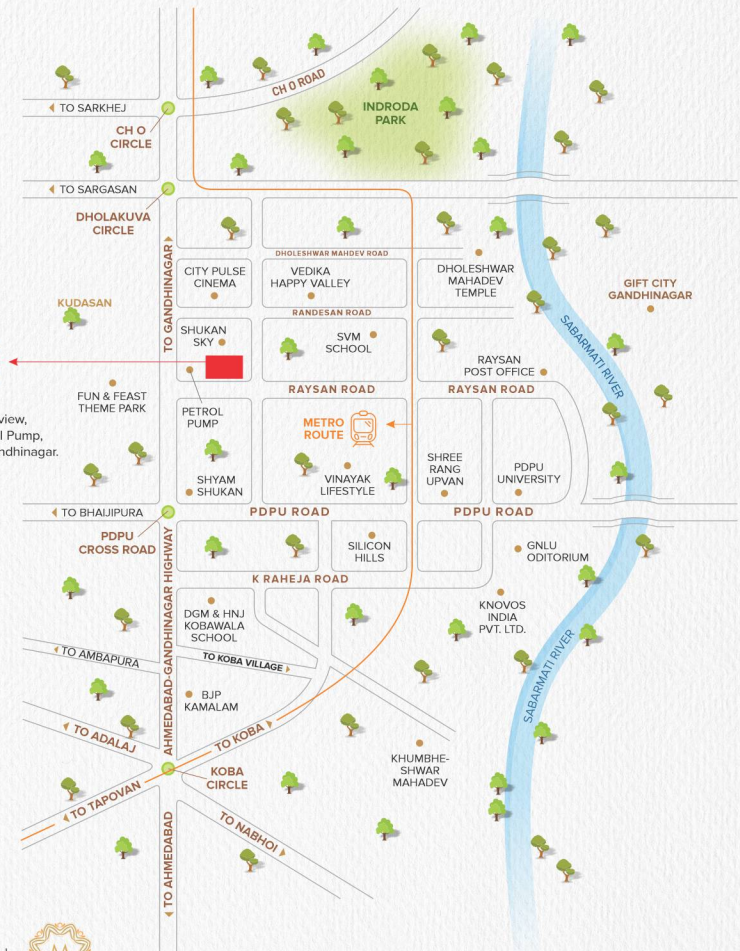 CH O ROAD
INDRODA
PARK
TO SARKHEJ
CH O
CIRCLE
TO SARGASAN
DHOLAKUVA
CIRCLE
TO GANDHINAGAR
DHOLESHWAR MAHDEV ROAD
CITY PULSE
CINEMA
VEDIKA
HAPPY VALLEY
DHOLESHWAR
MAHADEV
TEMPLE
GIFT CITY
GANDHINAGAR
KUDASAN
RANDESAN ROAD
SHUKAN
SKY
SVM
SCHOOL
SABARMATI RIVER
RAYSAN
POST OFFICE
FUN & FEAST
THEME PARK
RAYSAN ROAD
RAYSAN ROAD
PETROL
PUMP
view,
l Pump,
ndhinagar.
METRO
ROUTE
SHREE
RANG
UPVAN
PDPU
UNIVERSITY
SHYAM
SHUKAN
VINAYAK
LIFESTYLE
TO BHAIJIPURA
PDPU ROAD
PDPU ROAD
PDPU
CROSS ROAD
SILICON
HILLS
GNLU
ODITORIUM
AHMEDABAD-GANDHINAGAR HIGHWAY
K RAHEJA ROAD
DGM & HNJ
KOBAWALA
SCHOOL
KNOVOS
INDIA
PVT. LTD.
TO AMBAPURA
TO KOBA VILLAGE
SABARMATI RIVER
BJP
KAMALAM
TO ADALAJ
TO KOBA
KHUMBHE-
SHWAR
MAHADEV
KOBA
CIRCLE
TO TAPOVAN
TO NABHOI
TO AHMEDABAD